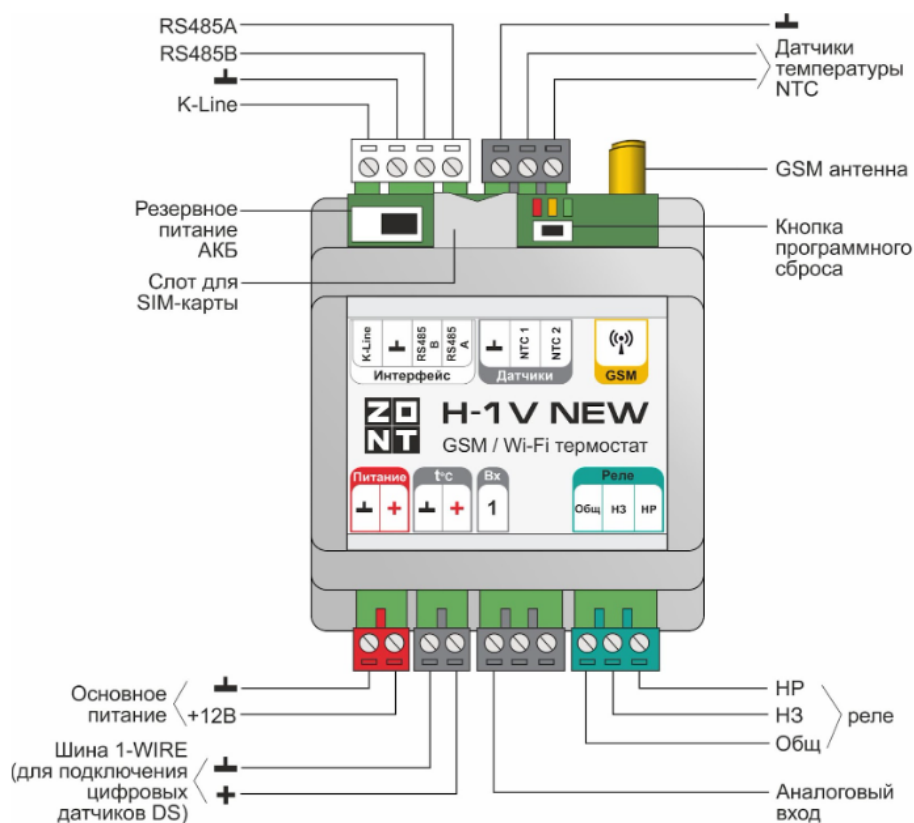 RS485A
RS485B
K-Line
Датчики
температуры
NTC
GSM антенна
Резервное
питание
АКБ
Кнопка
программного
сброса
Слот для
SIM-карты
K-Line
RS485
B
RS485
A
Интерфейс
NTC 1
NTC 2
Датчики
GSM
ZONT
H-1V NEW
GSM / Wi-Fi термостат
Питание
+
t°C
+
Вх
1
Реле
Общ
НЗ
НР
Основное
питание
+12В
НР
НЗ
Общ
реле
Шина 1-WIRE
(для подключения
цифровых
датчиков DS)
+
Аналоговый
вход